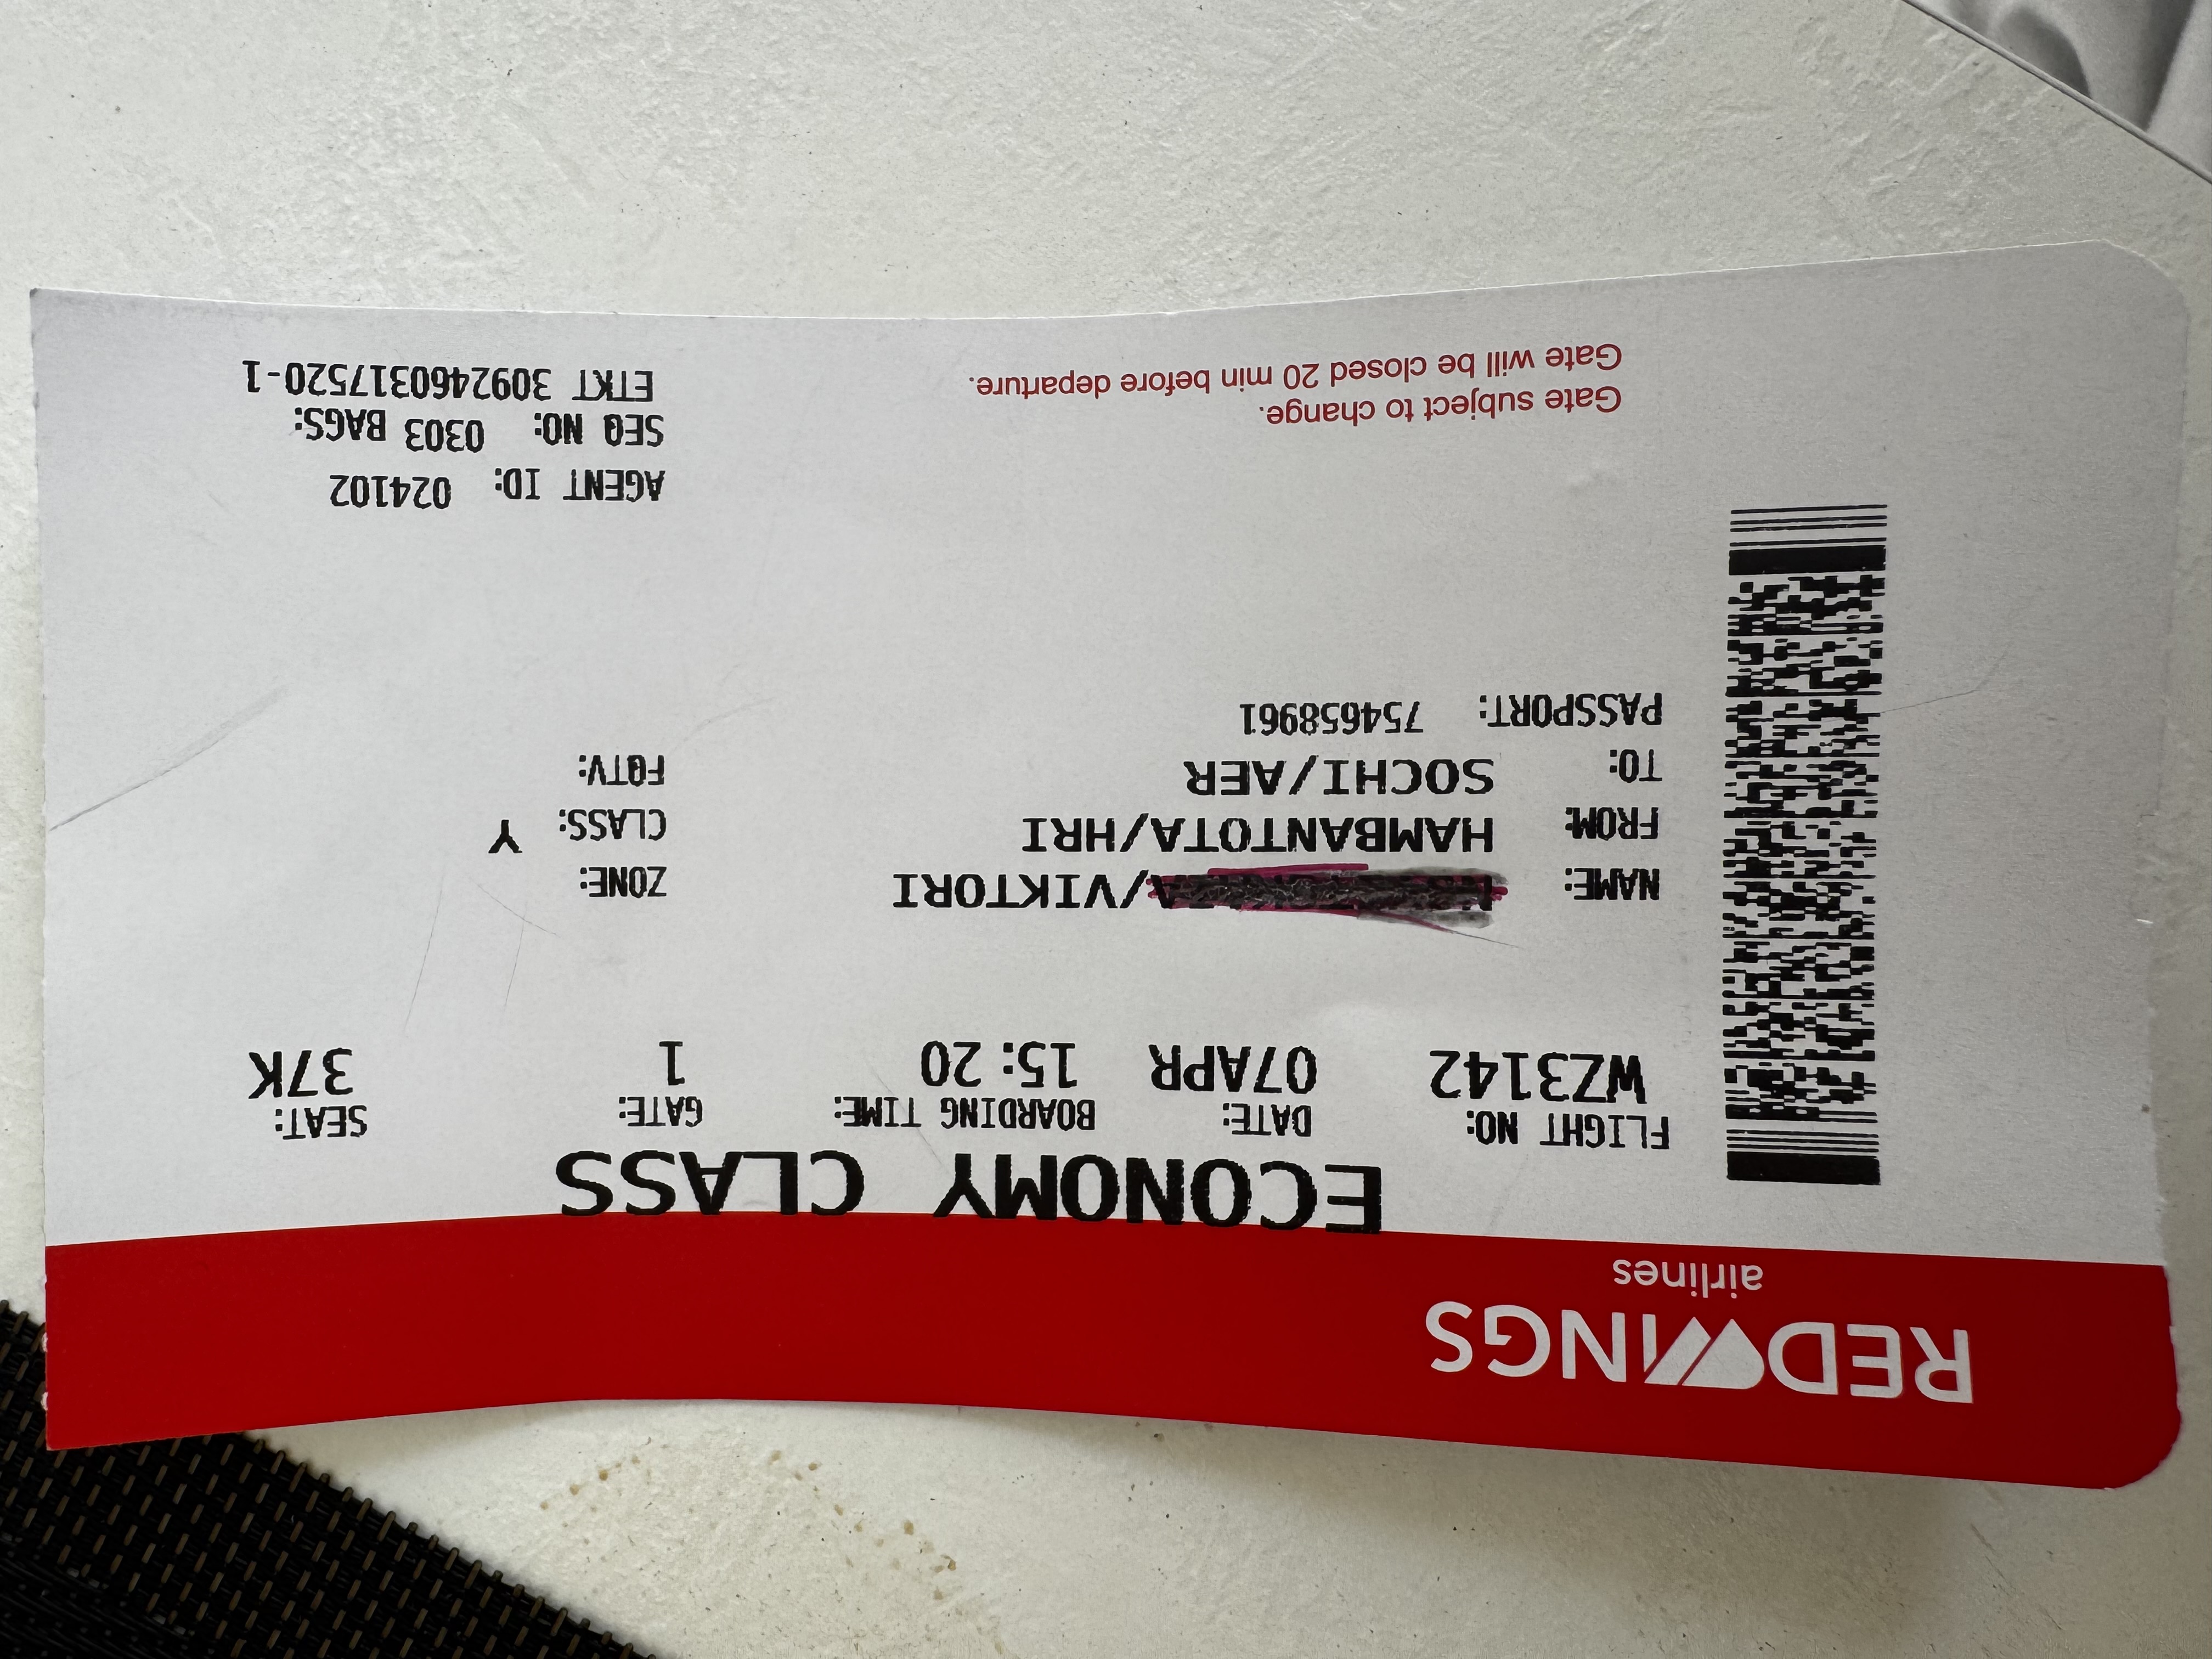 REDWINGS
airlines
ECONOMY CLASS
FLIGHT NO: DATE: BOARDING TIME: GATE: SEAT:
WZ3142 07APR 15:20 1 37K
NAME: /VIKTORI ZONE:
FROM: HAMBANTOTA/HRI CLASS: Y
TO: SOCHI/AER FQTV:
PASSPORT: 754658961
AGENT ID: 024102
Gate subject to change. SEQ NO: 0303 BAGS:
Gate will be closed 20 min before departure. ETKT 3092460317520-1